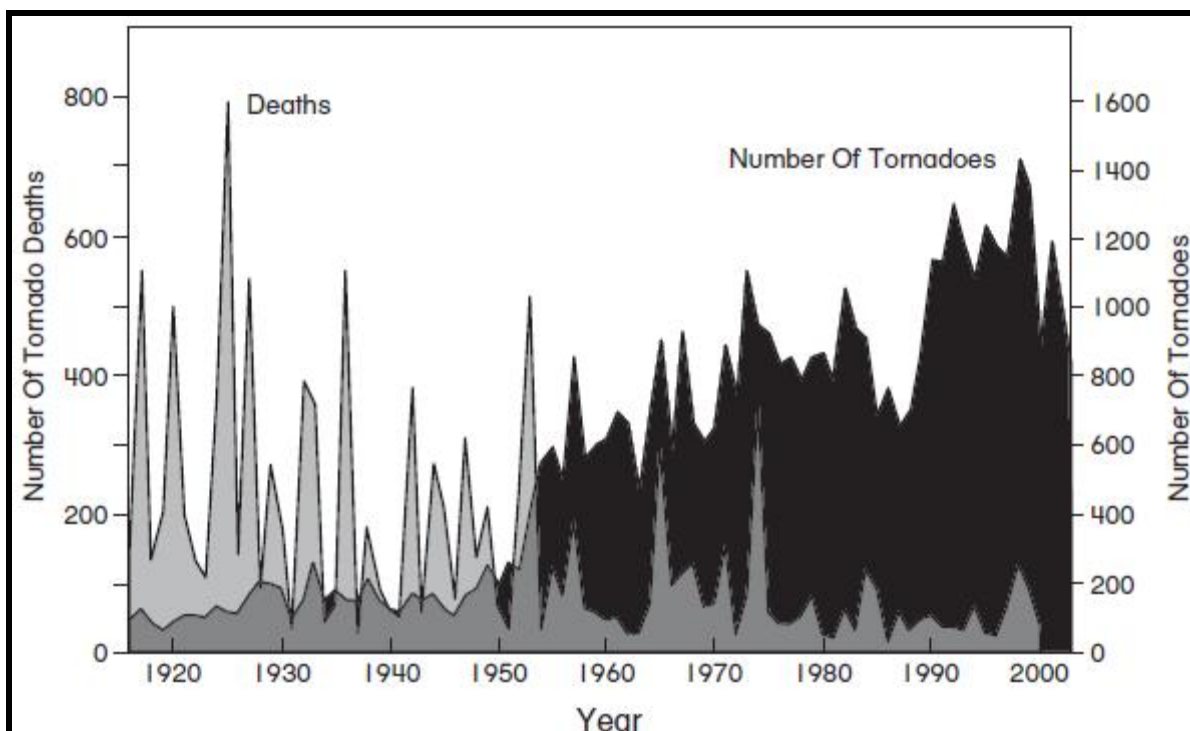 Deaths
Number Of Tornadoes
Number Of Tornado Deaths
800
600
400
200
0
1600
1400
1200
1000
800
600
400
200
0
Number Of Tornadoes
1920 1930 1940 1950 1960 1970 1980 1990 2000
Year